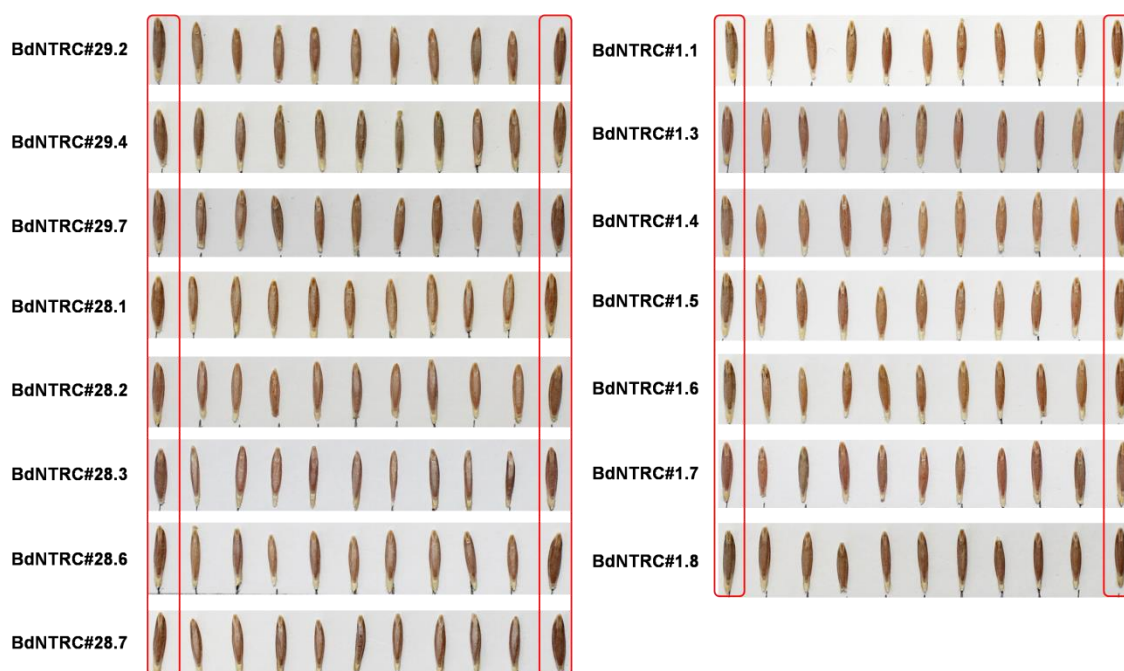 BdNTRC#29.2
BdNTRC#29.4
BdNTRC#29.7
BdNTRC#28.1
BdNTRC#28.2
BdNTRC#28.3
BdNTRC#28.6
BdNTRC#28.7
BdNTRC#1.1
BdNTRC#1.3
BdNTRC#1.4
BdNTRC#1.5
BdNTRC#1.6
BdNTRC#1.7
BdNTRC#1.8